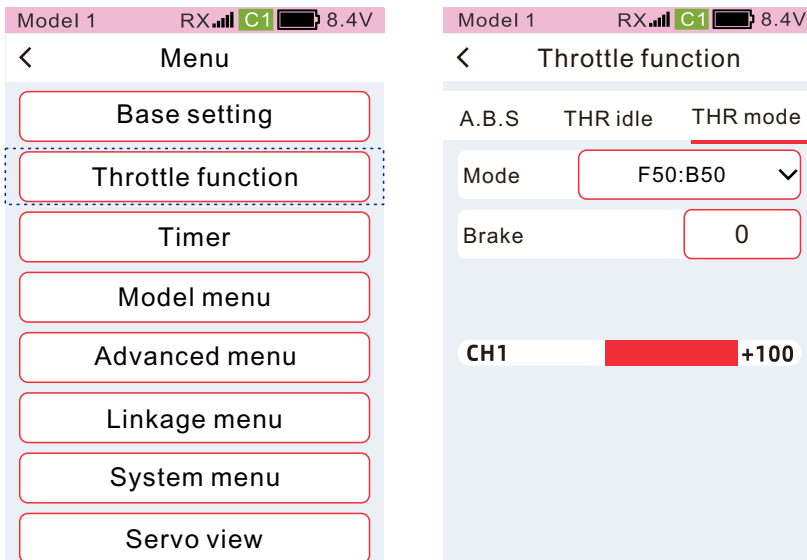 Model 1 RX C1 8.4V
Menu
Base setting
Throttle function
Timer
Model menu
Advanced menu
Linkage menu
System menu
Servo view
Model 1 RX C1 8.4V
Throttle function
A.B.S THR idle THR mode
Mode F50:B50
Brake 0
CH1 +100